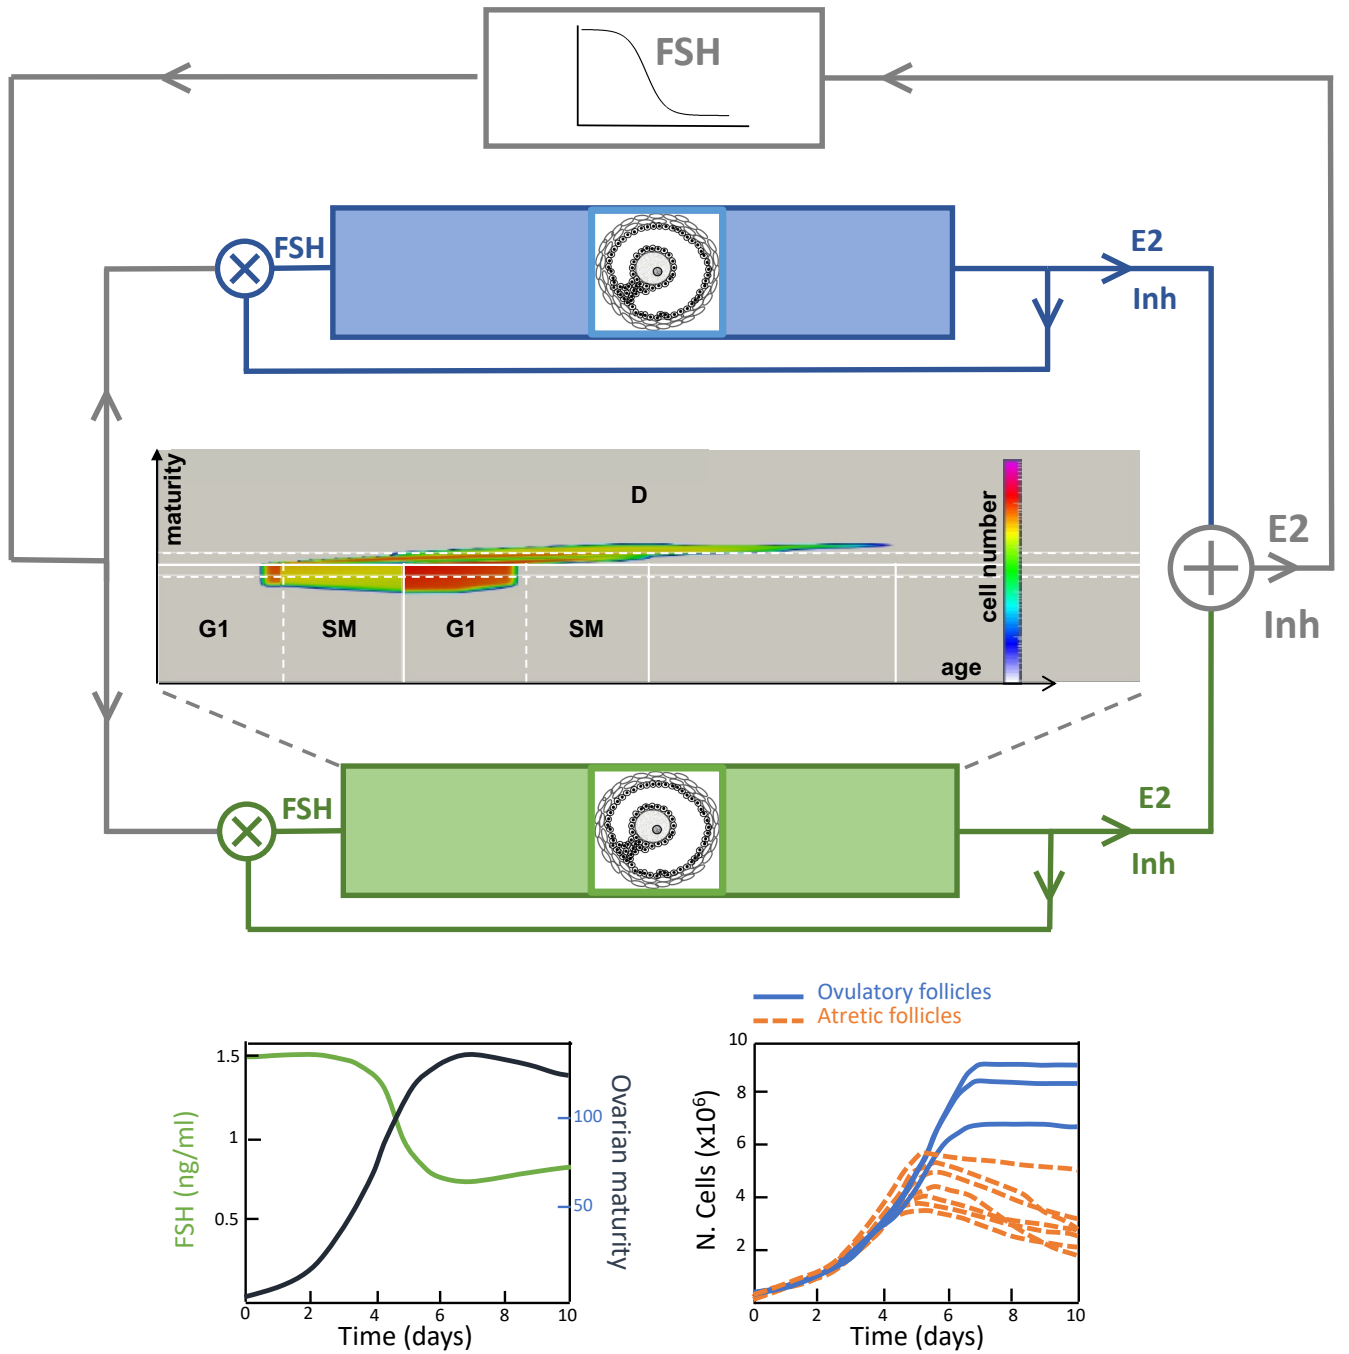 FSH
FSH
E2
Inh
maturity
D
cell number
G1
SM
G1
SM
age
E2
Inh
FSH
E2
Inh
Ovulatory follicles
Atretic follicles
FSH (ng/ml)
1.5
1
0.5
100
50
Ovarian maturity
0 2 4 6 8 10
Time (days)
N. Cells (x10⁶)
10
8
6
4
2
0 2 4 6 8 10
Time (days)